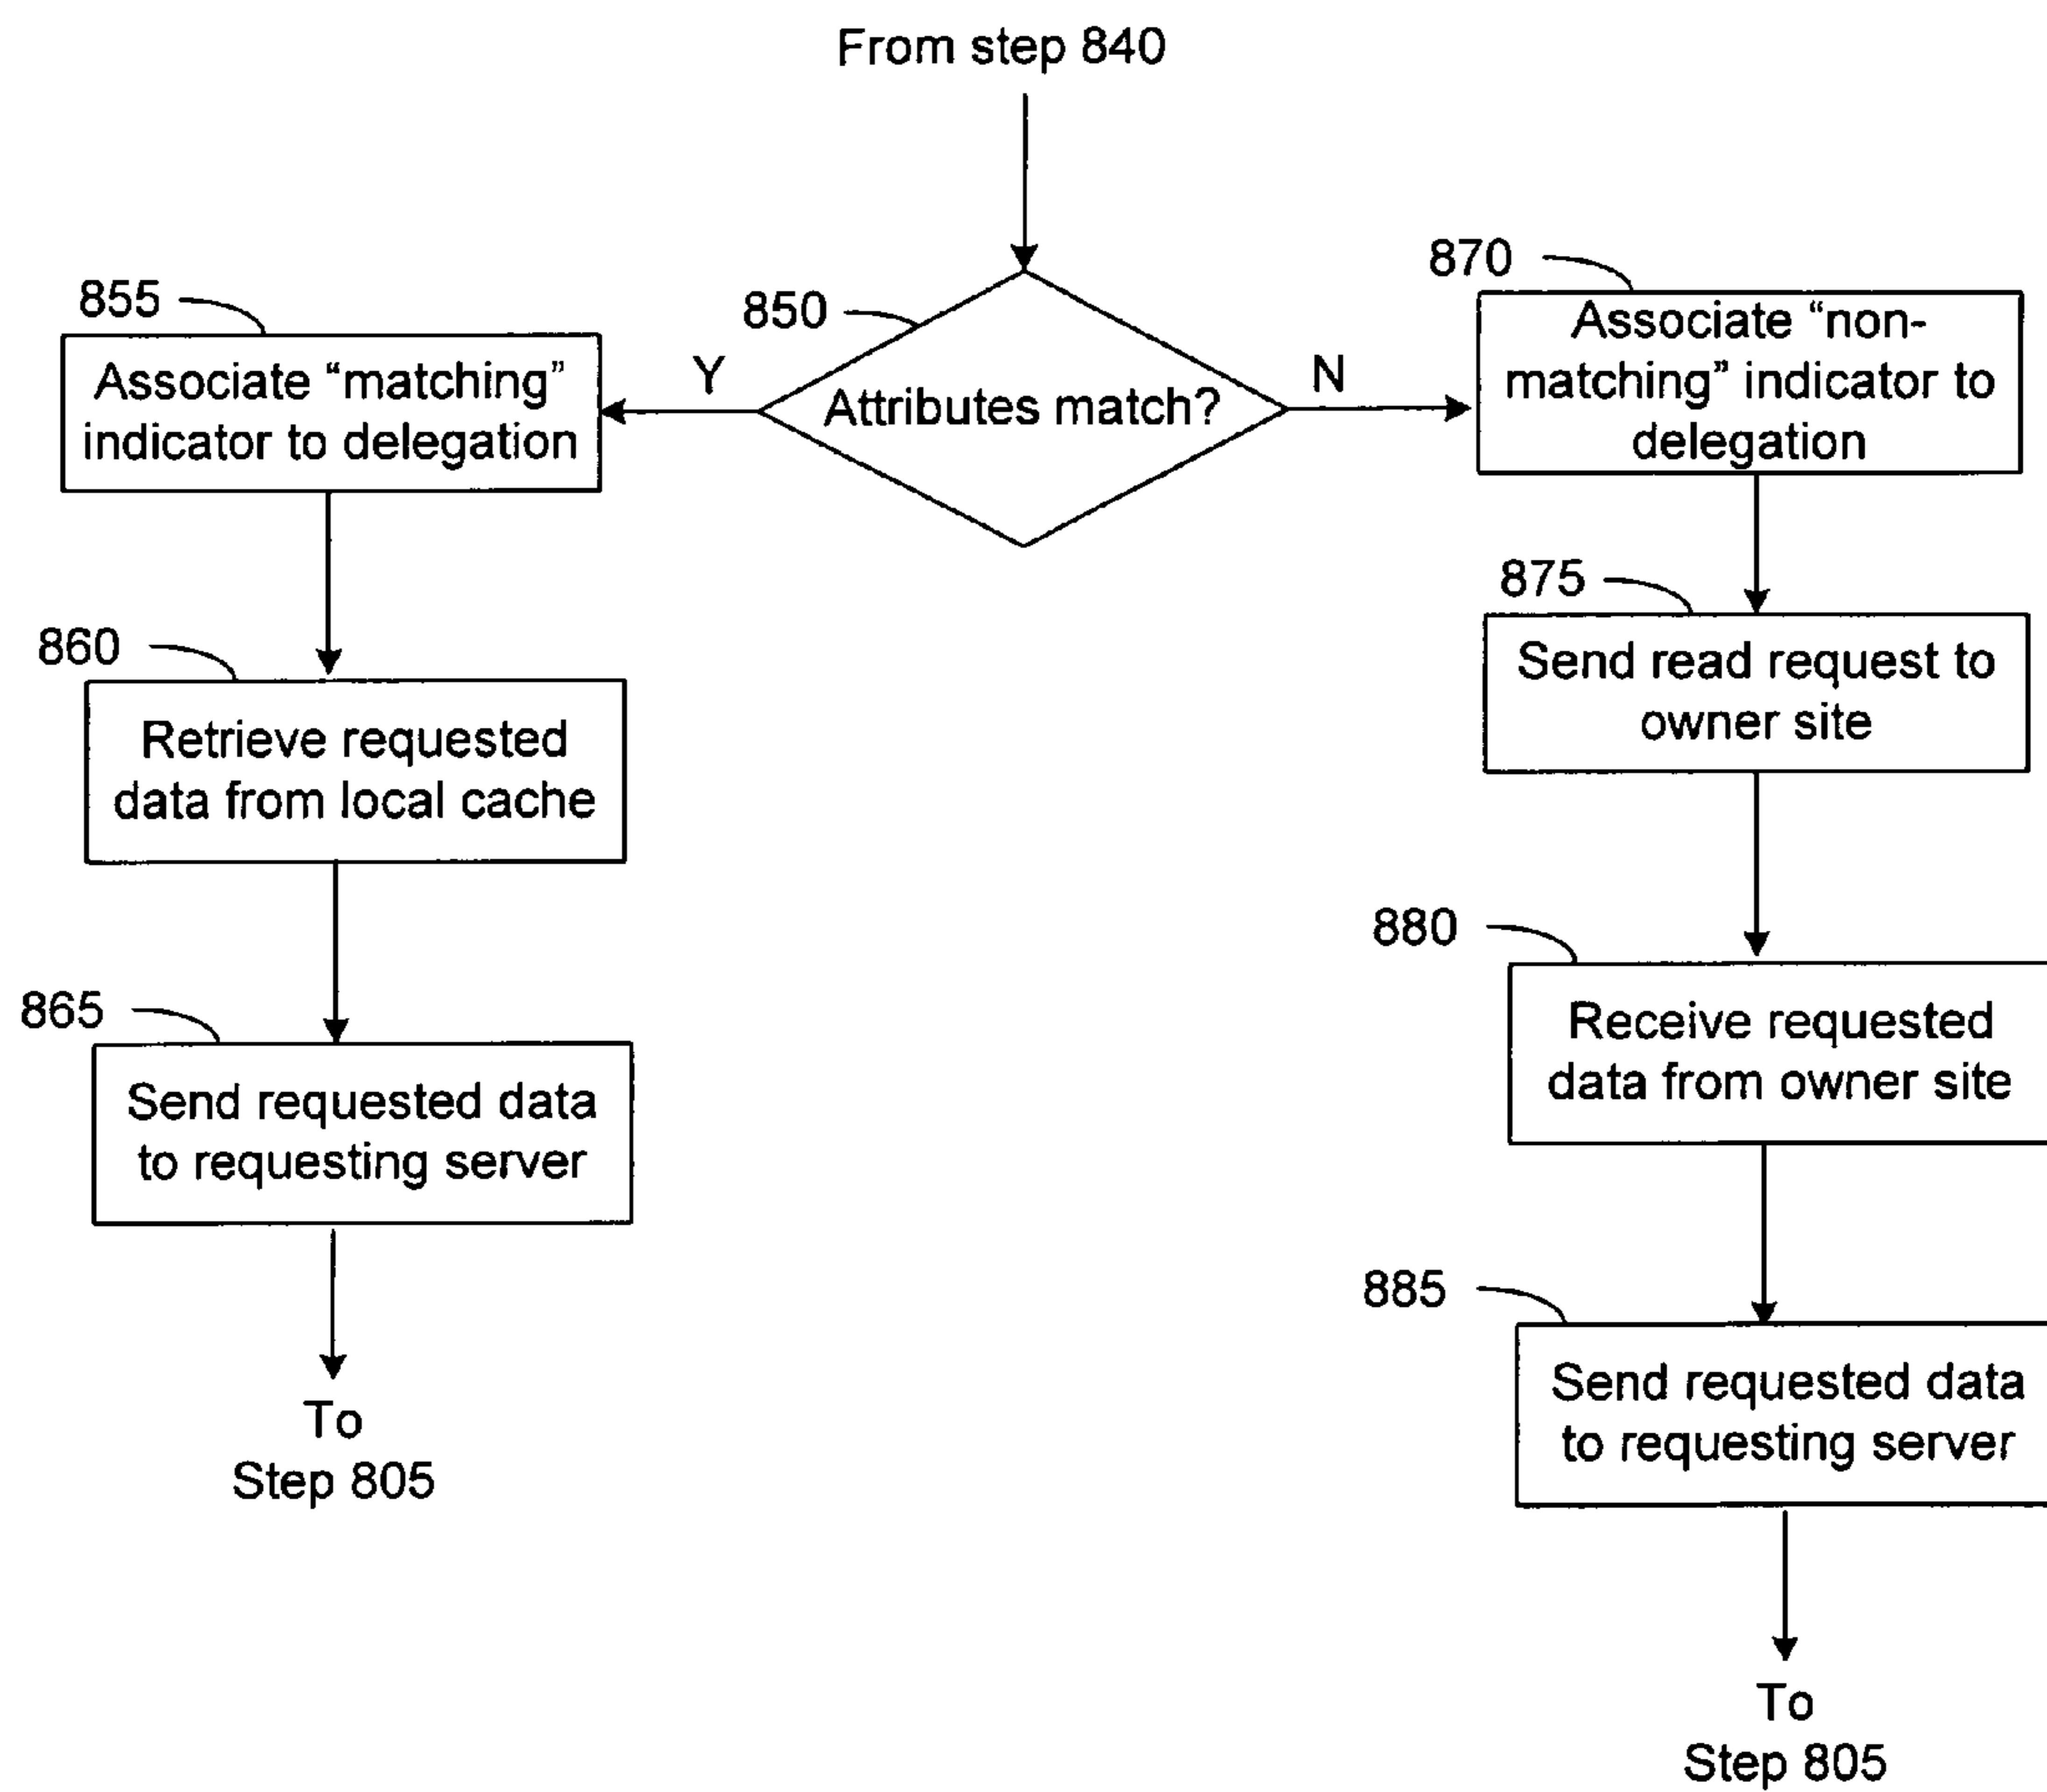 From step 840
850
Attributes match?
Y
N
855
Associate “matching”
indicator to delegation
860
Retrieve requested
data from local cache
865
Send requested data
to requesting server
To
Step 805
870
Associate “non-
matching” indicator to
delegation
875
Send read request to
owner site
880
Receive requested
data from owner site
885
Send requested data
to requesting server
To
Step 805